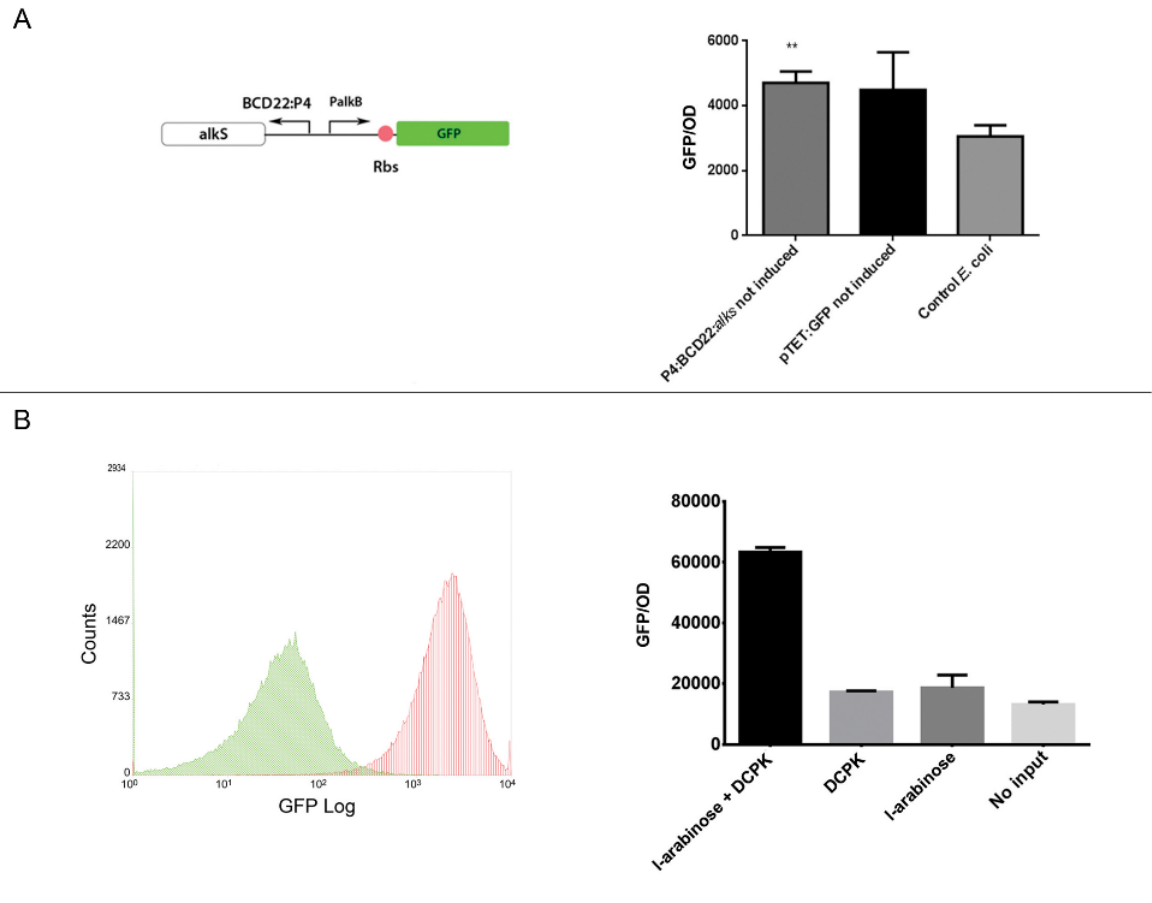 A
BCD22:P4
PalkB
alkS
GFP
Rbs
6000
**
4000
2000
0
GFP/OD
P4:BCD22:alks not induced
pTET:GFP not induced
Control E. coli
B
2934
2200
1467
733
0
Counts
10⁰ 10¹ 10² 10³ 10⁴
GFP Log
80000
60000
40000
20000
0
GFP/OD
l-arabinose + DCPK
DCPK
l-arabinose
No input